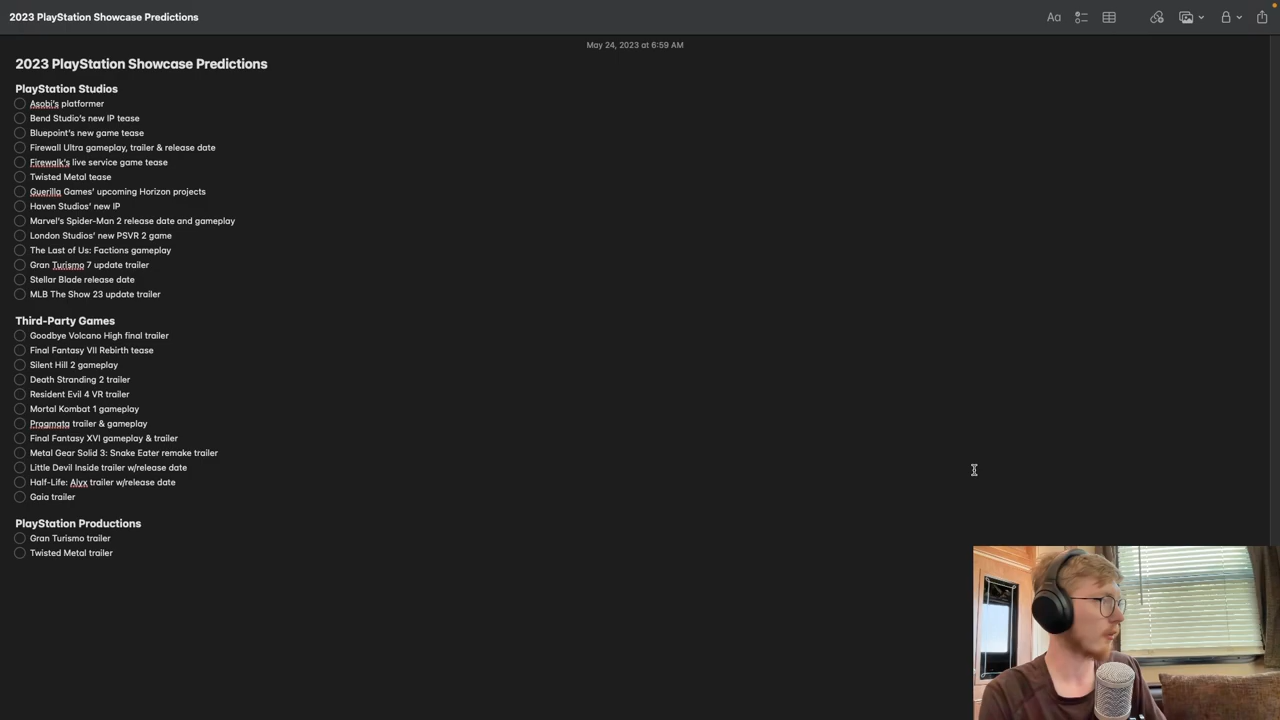 2023 PlayStation Showcase Predictions
Aa
May 24, 2023 at 6:59 AM
2023 PlayStation Showcase Predictions
PlayStation Studios
Asobi's platformer
Bend Studio's new IP tease
Bluepoint's new game tease
Firewall Ultra gameplay, trailer & release date
Firewalk's live service game tease
Twisted Metal tease
Guerilla Games' upcoming Horizon projects
Haven Studios' new IP
Marvel's Spider-Man 2 release date and gameplay
London Studios' new PSVR 2 game
The Last of Us: Factions gameplay
Gran Turismo 7 update trailer
Stellar Blade release date
MLB The Show 23 update trailer
Third-Party Games
Goodbye Volcano High final trailer
Final Fantasy VII Rebirth tease
Silent Hill 2 gameplay
Death Stranding 2 trailer
Resident Evil 4 VR trailer
Mortal Kombat 1 gameplay
Pragmata trailer & gameplay
Final Fantasy XVI gameplay & trailer
Metal Gear Solid 3: Snake Eater remake trailer
Little Devil Inside trailer w/release date
Half-Life: Alyx trailer w/release date
Gaia trailer
PlayStation Productions
Gran Turismo trailer
Twisted Metal trailer